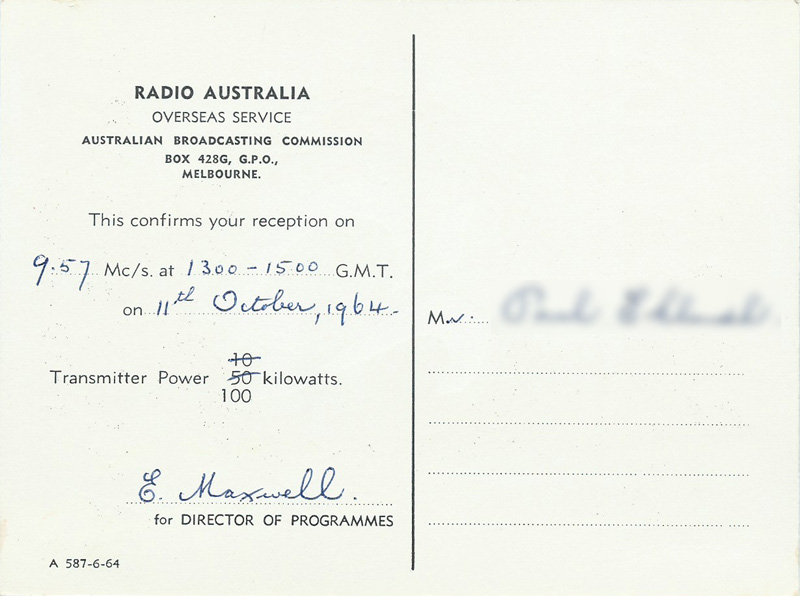 RADIO AUSTRALIA
OVERSEAS SERVICE
AUSTRALIAN BROADCASTING COMMISSION
BOX 428G, G.P.O.,
MELBOURNE.
This confirms your reception on
9.57 Mc/s. at 1300 - 1500 G.M.T.
on 11th October, 1964.
10
Transmitter Power 50 kilowatts.
100
E. Maxwell.
for DIRECTOR OF PROGRAMMES
A 587-6-64
Mr.